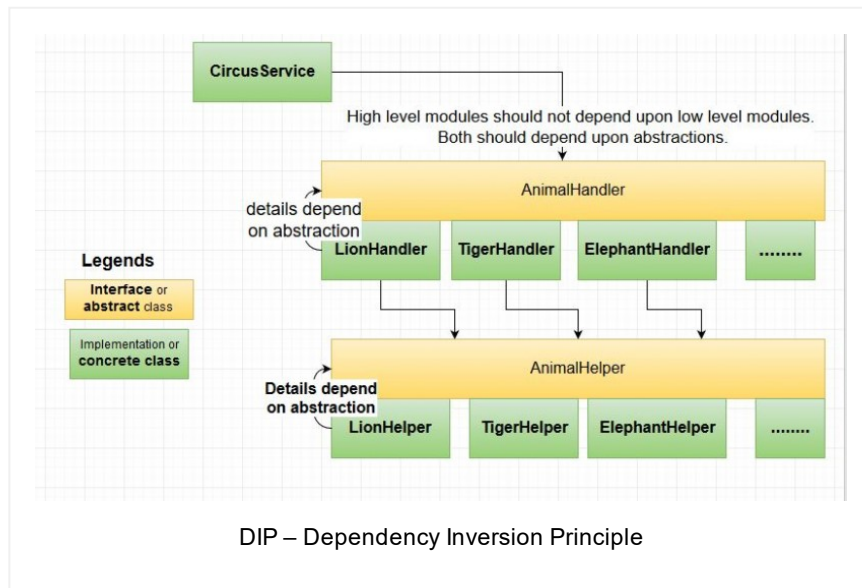 CircusService
High level modules should not depend upon low level modules.
Both should depend upon abstractions.
AnimalHandler
details depend
on abstraction
LionHandler
TigerHandler
ElephantHandler
........
Legends
Interface or
abstract class
Implementation or
concrete class
AnimalHelper
Details depend
on abstraction
LionHelper
TigerHelper
ElephantHelper
........
DIP – Dependency Inversion Principle